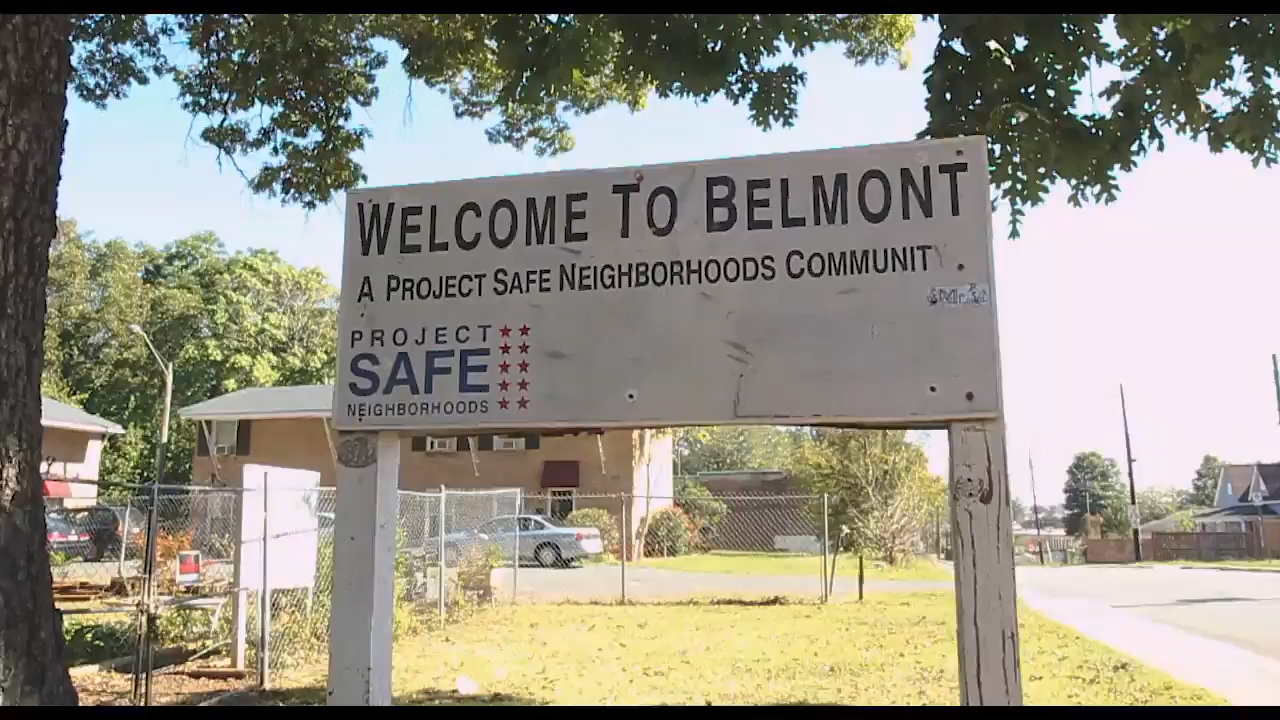 WELCOME TO BELMONT
A PROJECT SAFE NEIGHBORHOODS COMMUNIT
PROJECT
SAFE
NEIGHBORHOODS